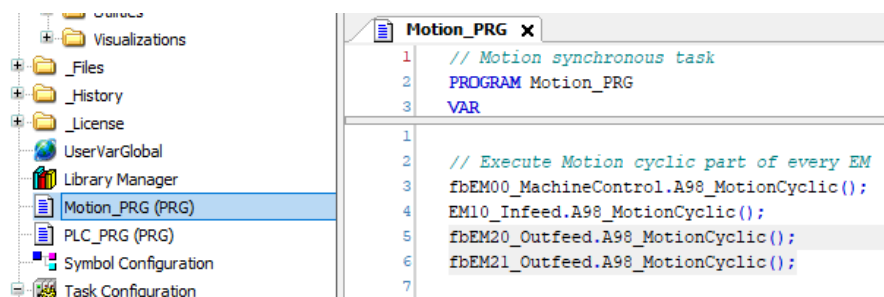 Utilities
Visualizations
_Files
_History
_License
UserVarGlobal
Library Manager
Motion_PRG (PRG)
PLC_PRG (PRG)
Symbol Configuration
Task Configuration
Motion_PRG X
1 // Motion synchronous task
2 PROGRAM Motion_PRG
3 VAR
1
2 // Execute Motion cyclic part of every EM
3 fbEM00_MachineControl.A98_MotionCyclic();
4 EM10_Infeed.A98_MotionCyclic();
5 fbEM20_Outfeed.A98_MotionCyclic();
6 fbEM21_Outfeed.A98_MotionCyclic();
7